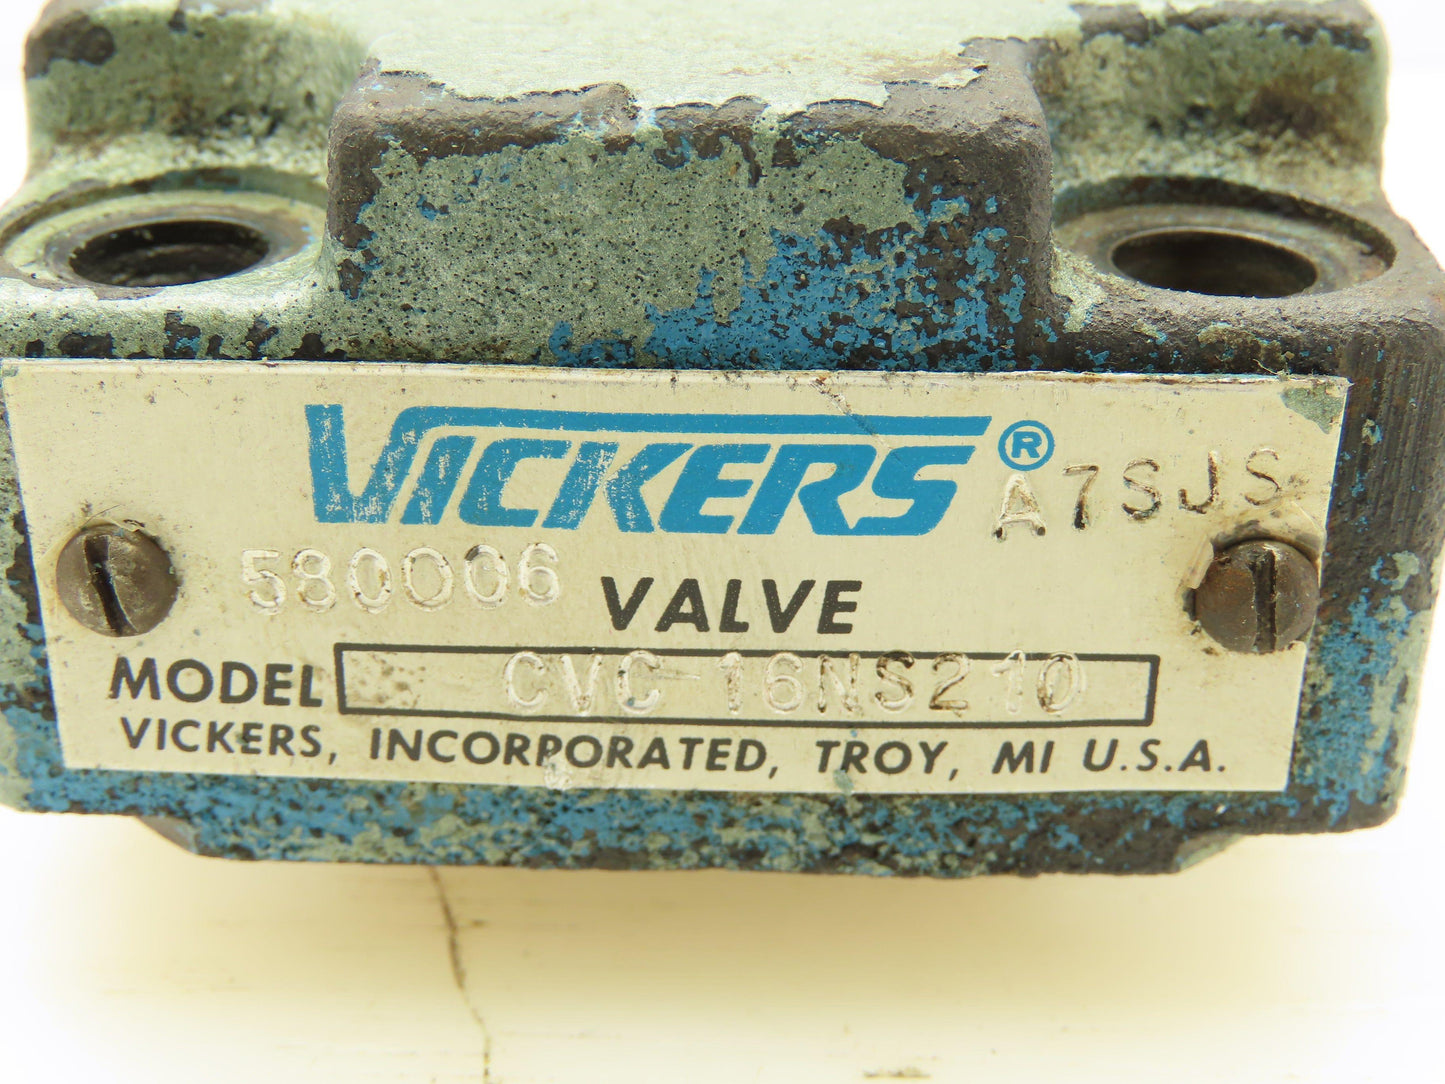 VICKERS®
A7SJS
580006
VALVE
MODEL CVC-16NS210
VICKERS, INCORPORATED, TROY, MI U.S.A.